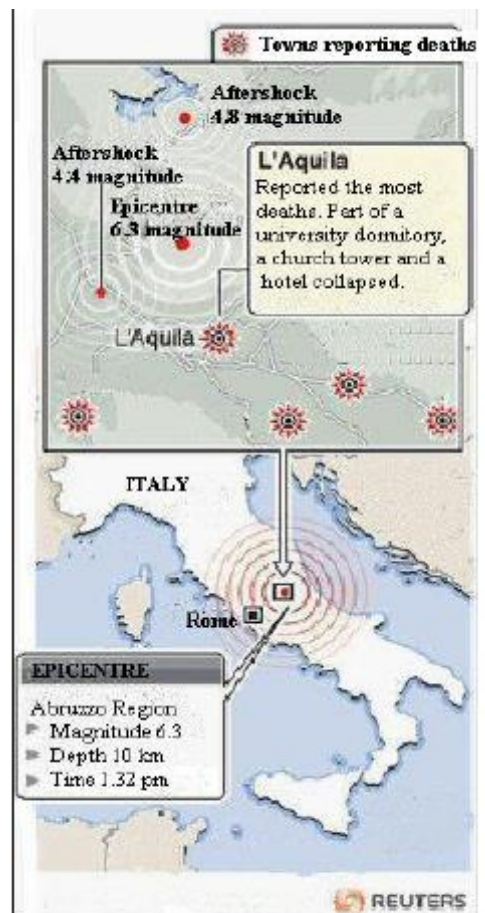 Towns reporting deaths
Aftershock
4.8 magnitude
Aftershock
4.4 magnitude
Epicentre
6.3 magnitude
L'Aquila
Reported the most
deaths. Part of a
university dormitory,
a church tower and a
hotel collapsed.
L'Aquila
ITALY
Rome
EPICENTRE
Abruzzo Region
Magnitude 6.3
Depth 10 km
Time 1.32 pm
REUTERS